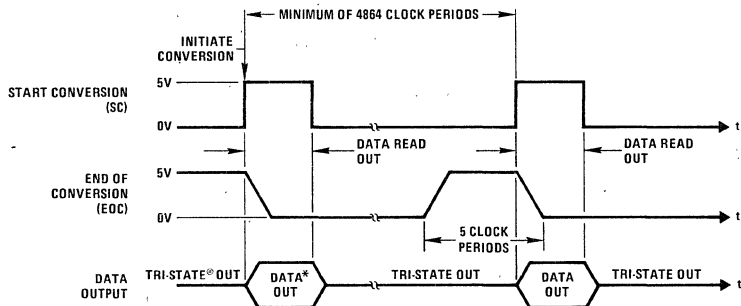 MINIMUM OF 4864 CLOCK PERIODS
INITIATE
CONVERSION
START CONVERSION
(SC)
5V
0V
t
DATA READ
OUT
DATA READ
OUT
END OF
CONVERSION
(EOC)
5V
0V
t
5 CLOCK
PERIODS
DATA
OUTPUT
TRI-STATE® OUT
DATA*
OUT
TRI-STATE OUT
DATA
OUT
TRI-STATE OUT
t